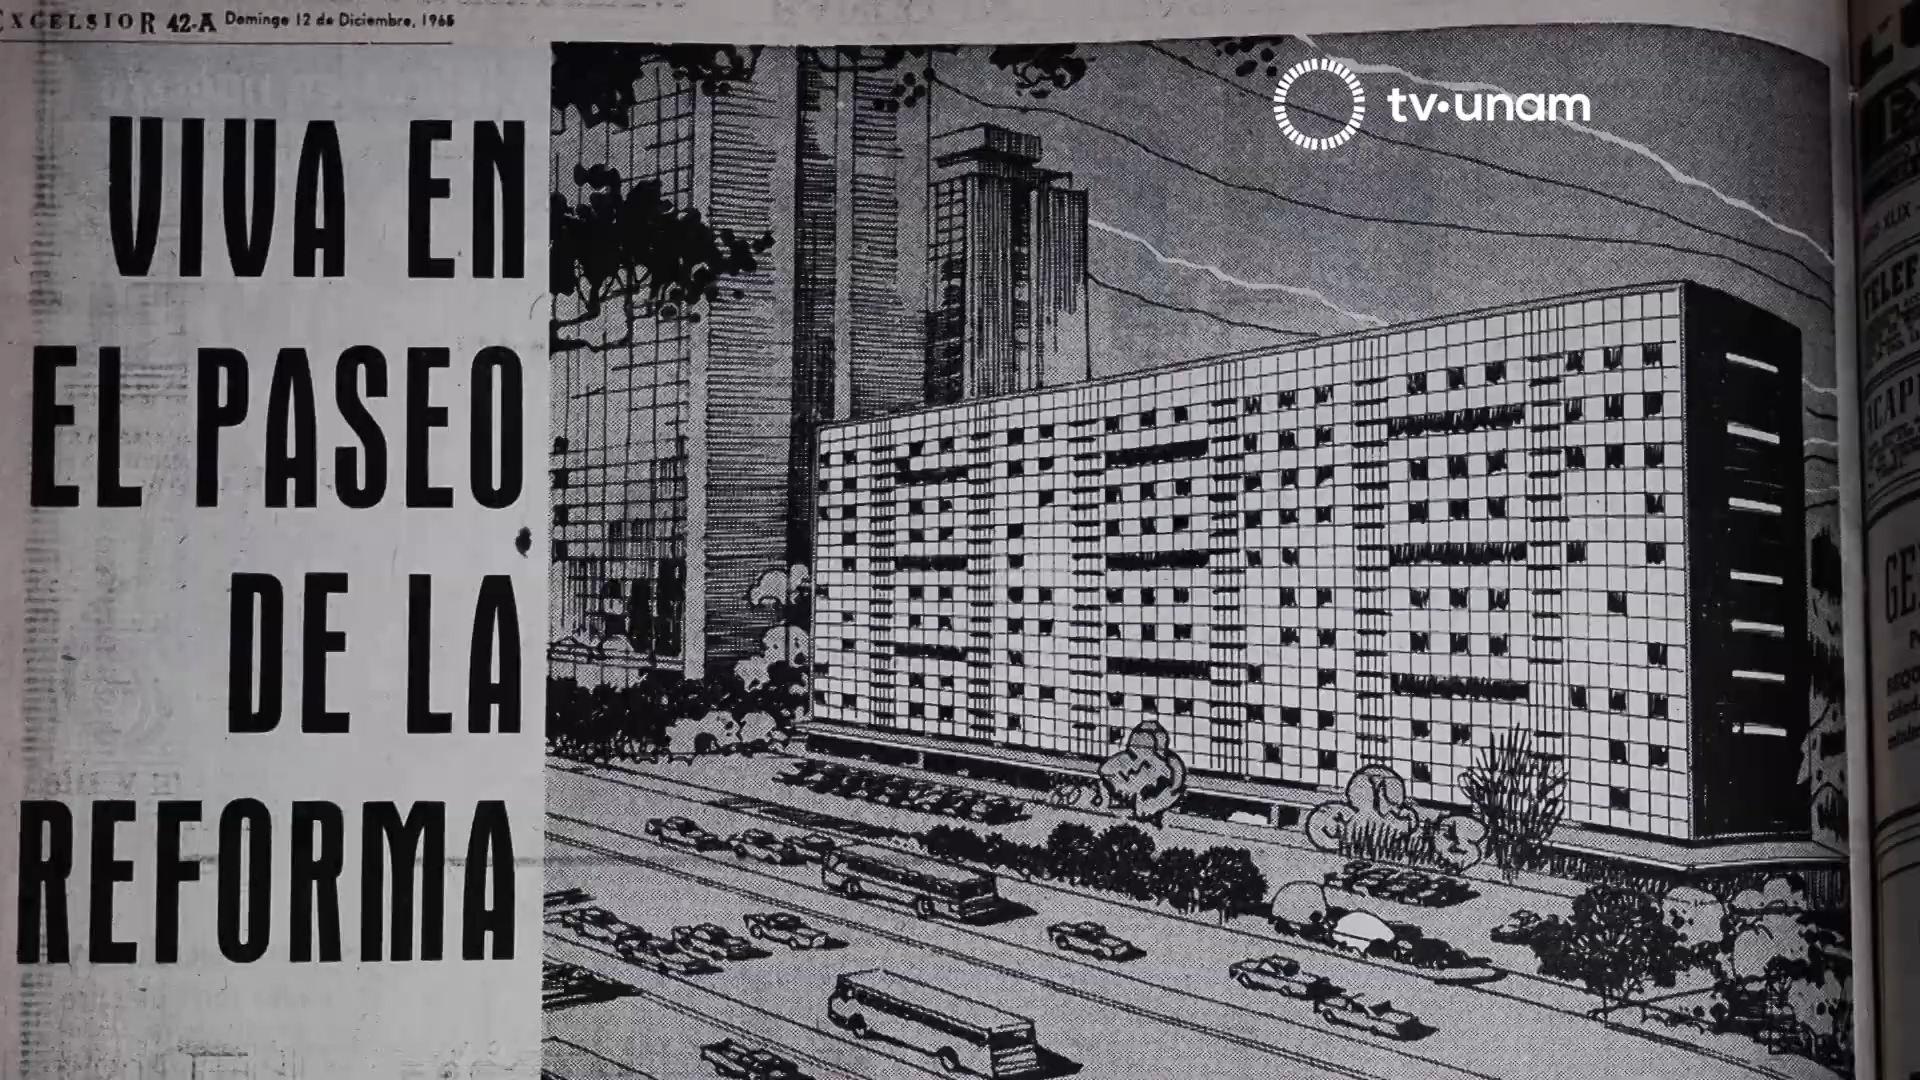 EXCELSIOR 42-A Domingo 12 de Diciembre, 1965
tv·unam
VIVA EN
EL PASEO
DE LA
REFORMA